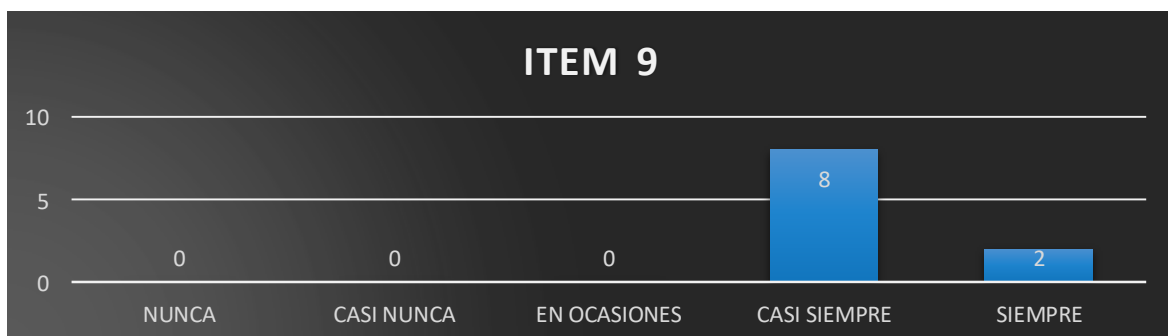 ITEM 9
10
5
0
0
0
0
8
2
NUNCA
CASI NUNCA
EN OCASIONES
CASI SIEMPRE
SIEMPRE